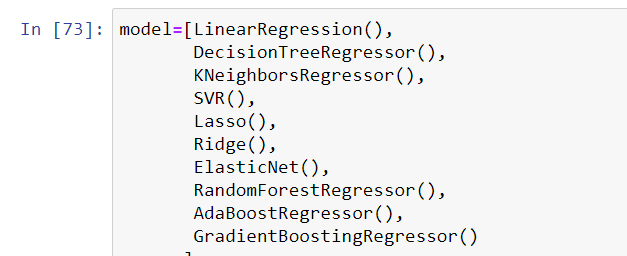 In [73]: model=[LinearRegression(),
DecisionTreeRegressor(),
KNeighborsRegressor(),
SVR(),
Lasso(),
Ridge(),
ElasticNet(),
RandomForestRegressor(),
AdaBoostRegressor(),
GradientBoostingRegressor()